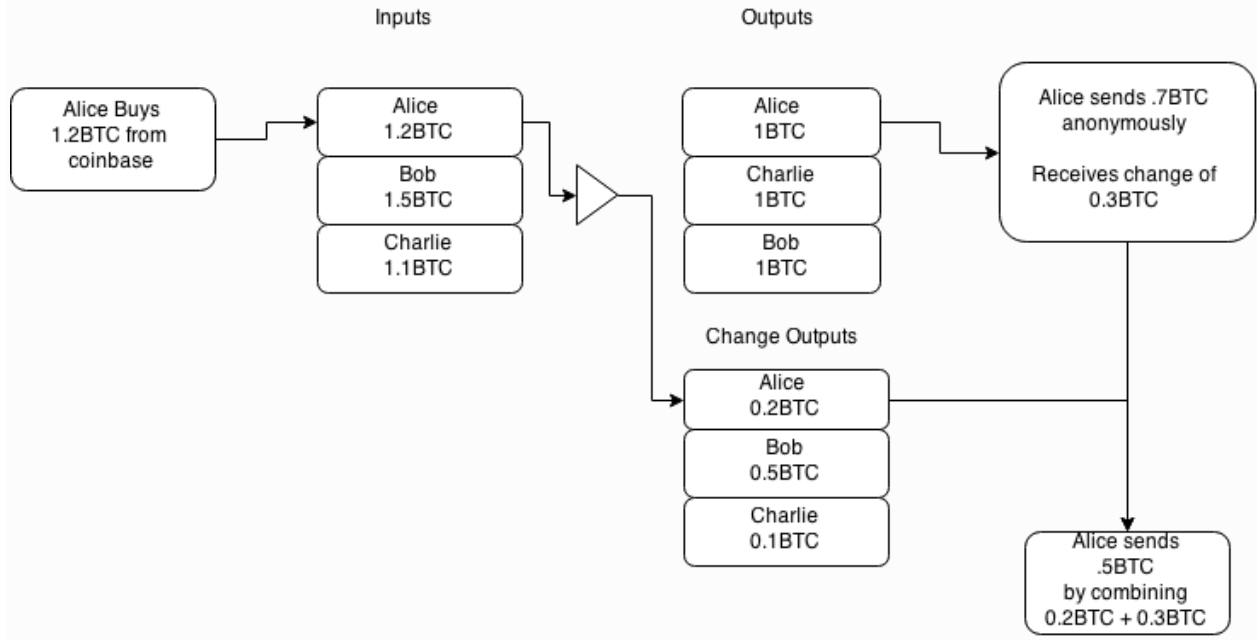 Inputs
Outputs
Alice Buys
1.2BTC from
coinbase
Alice
1.2BTC
Bob
1.5BTC
Charlie
1.1BTC
Alice
1BTC
Charlie
1BTC
Bob
1BTC
Alice sends .7BTC
anonymously
Receives change of
0.3BTC
Change Outputs
Alice
0.2BTC
Bob
0.5BTC
Charlie
0.1BTC
Alice sends
.5BTC
by combining
0.2BTC + 0.3BTC